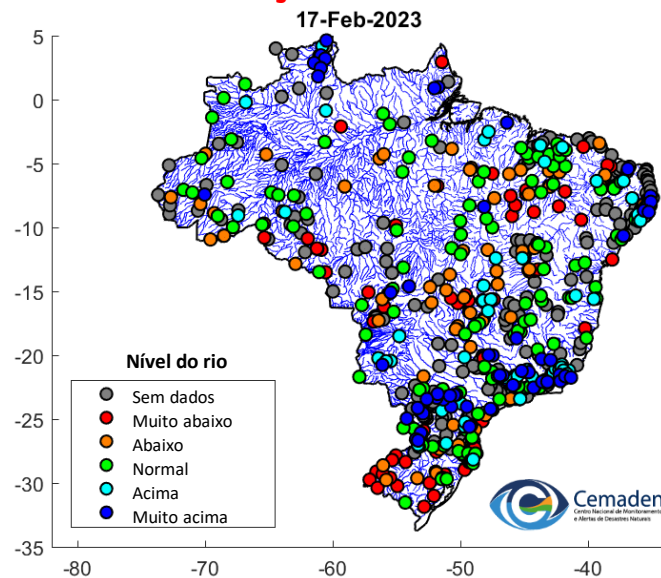 17-Feb-2023
5
0
-5
-10
-15
-20
-25
-30
-35
Nível do rio
Sem dados
Muito abaixo
Abaixo
Normal
Acima
Muito acima
Cemaden
Centro Nacional de Monitoramento
e Alertas de Desastres Naturais
-80
-70
-60
-50
-40